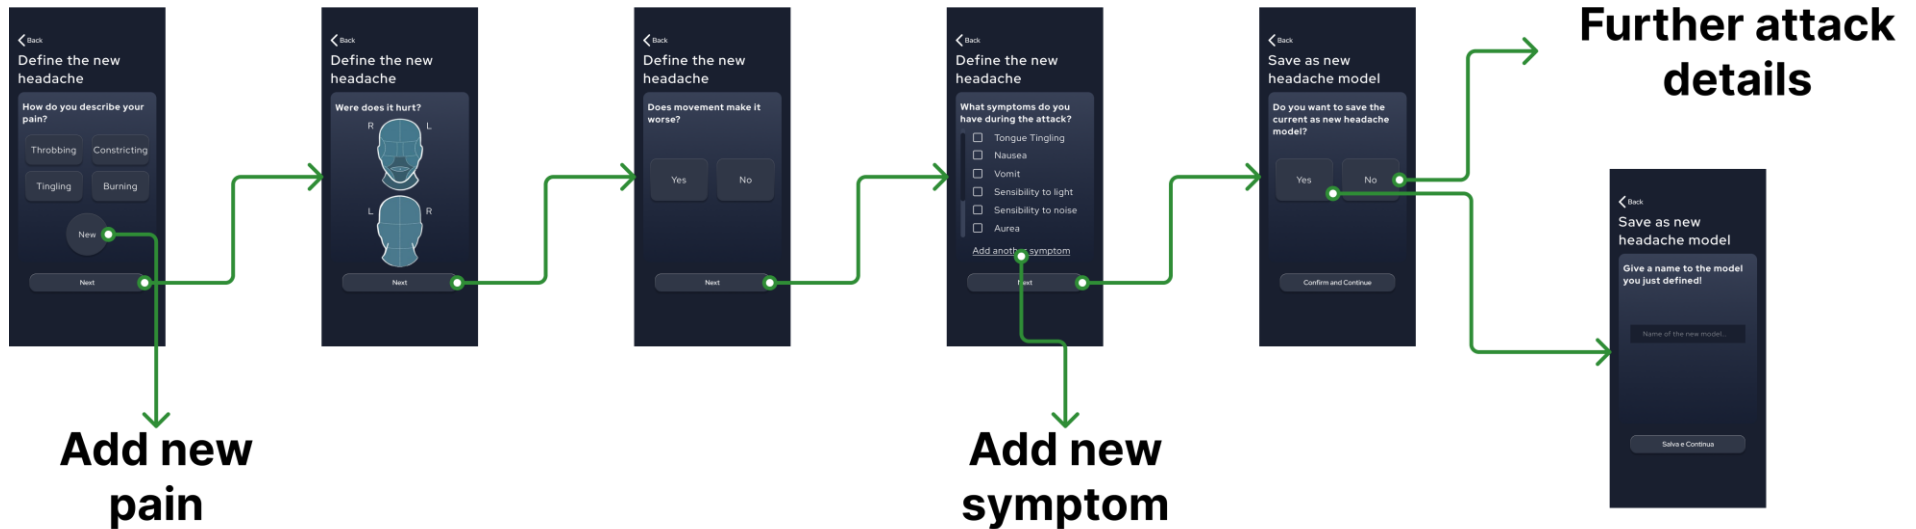 Back
Define the new
headache
How do you describe your
pain?
Throbbing
Constricting
Tingling
Burning
New
Next
Add new
pain
Back
Define the new
headache
Were does it hurt?
R
L
L
R
Next
Back
Define the new
headache
Does movement make it
worse?
Yes
No
Next
Back
Define the new
headache
What symptoms do you
have during the attack?
Tongue Tingling
Nausea
Vomit
Sensibility to light
Sensibility to noise
Aurea
Add another symptom
Next
Add new
symptom
Back
Save as new
headache model
Do you want to save the
current as new headache
model?
Yes
No
Confirm and Continue
Further attack
details
Back
Save as new
headache model
Give a name to the model
you just defined!
Name of the new model...
Salva e Continua